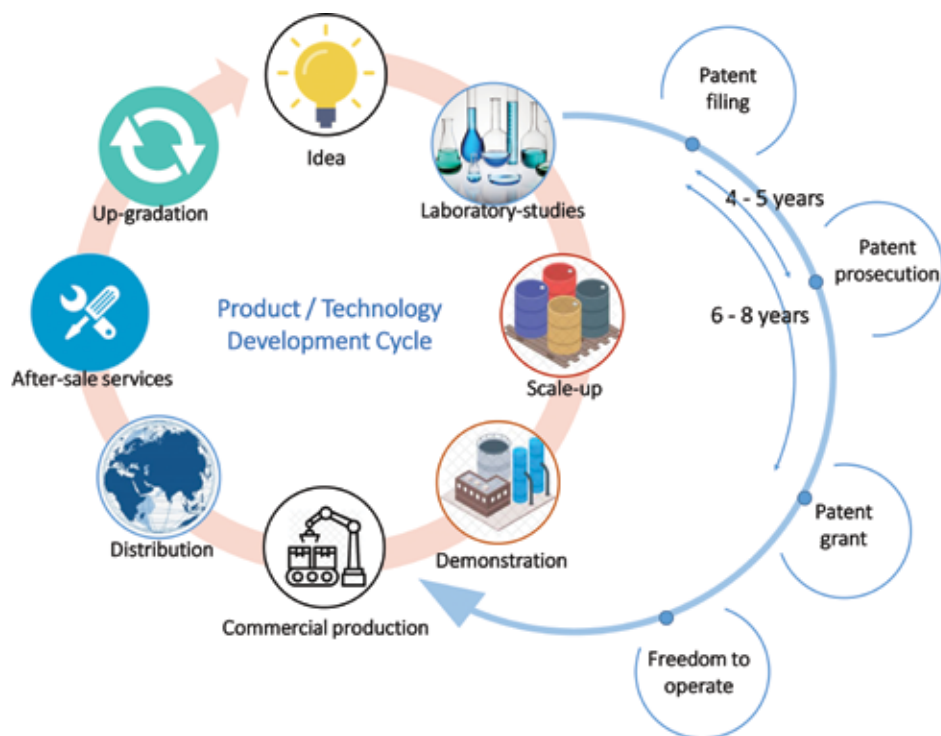 Idea
Laboratory-studies
Scale-up
Demonstration
Commercial production
Distribution
After-sale services
Up-gradation
Product / Technology
Development Cycle
Patent
filing
4 - 5 years
Patent
prosecution
6 - 8 years
Patent
grant
Freedom to
operate